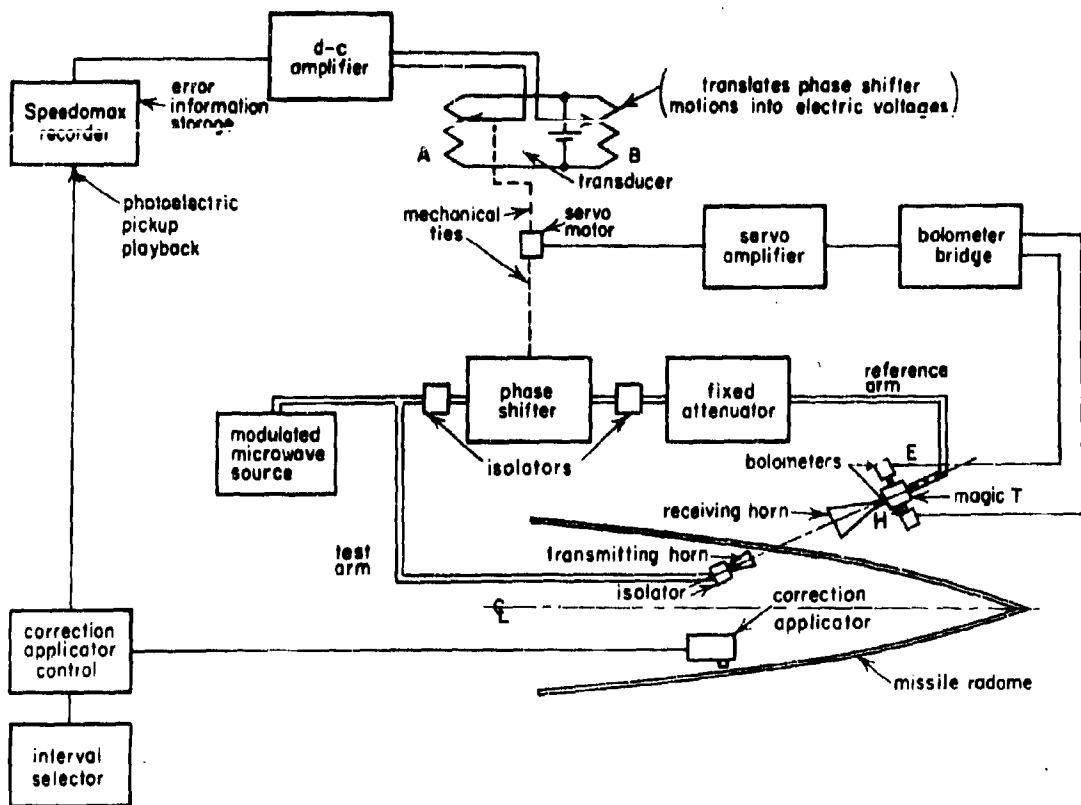 d-c
amplifier
Speedomax
recorder
error
information
storage
(translates phase shifter
motions into electric voltages)
A
B
transducer
photoelectric
pickup
playback
mechanical
ties
servo
motor
servo
amplifier
bolometer
bridge
reference
arm
phase
shifter
fixed
attenuator
modulated
microwave
source
isolators
bolometers
E
magic T
receiving horn
H
test
arm
transmitting horn
isolator
correction
applicator
C
L
correction
applicator
control
missile radome
interval
selector